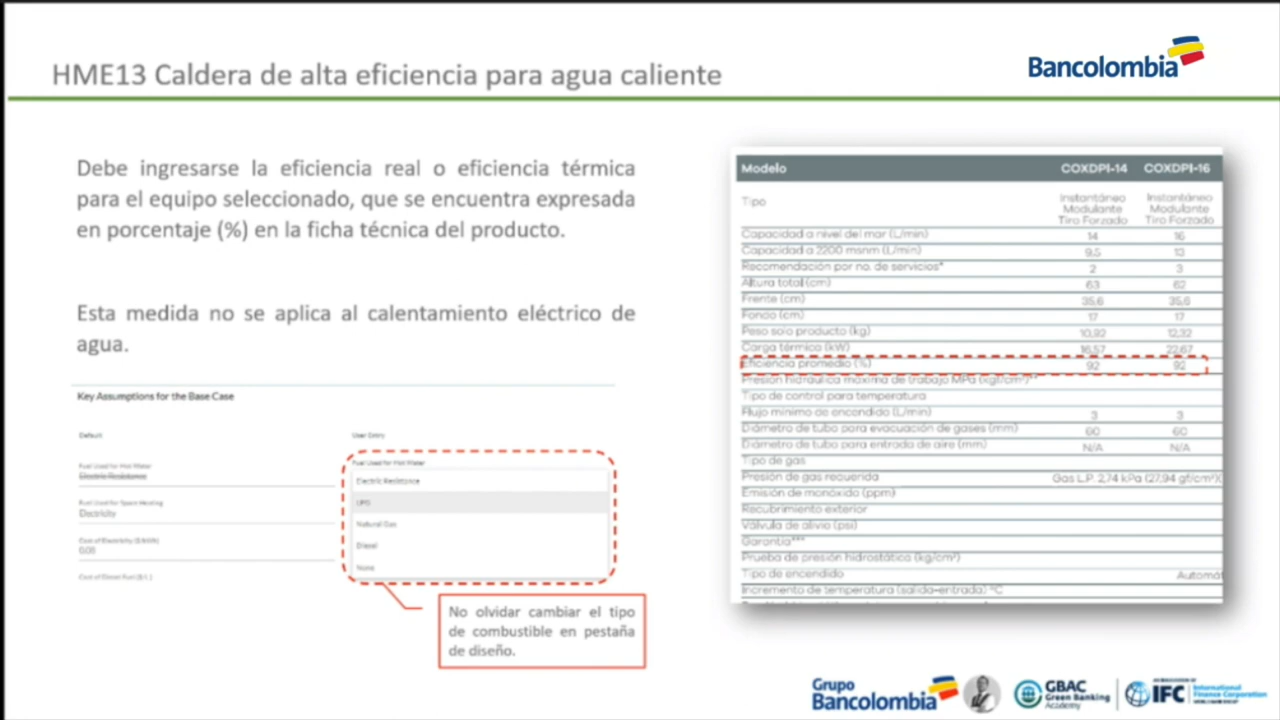 HME13 Caldera de alta eficiencia para agua caliente
Bancolombia
Debe ingresarse la eficiencia real o eficiencia térmica
para el equipo seleccionado, que se encuentra expresada
en porcentaje (%) en la ficha técnica del producto.
Esta medida no se aplica al calentamiento eléctrico de
agua.
Key Assumptions for the Base Case
Default
User Entry
Fuel Used for Hot Water
Electric Resistance
Fuel Used for Space Heating
Electricity
Cost of Electricity ($/kWh)
0.08
Cost of Diesel Fuel ($/L)
Fuel Used for Hot Water
Electric Resistance
LPG
Natural Gas
Diesel
None
No olvidar cambiar el tipo
de combustible en pestaña
de diseño.
Modelo COXDPI-14 COXDPI-16
Tipo Instantáneo Modulante Tiro Forzado Instantáneo Modulante Tiro Forzado
Capacidad a nivel del mar (L/min) 14 16
Capacidad a 2200 msnm (L/min) 9,5 13
Recomendación por no. de servicios* 2 3
Altura total (cm) 63 62
Frente (cm) 35,6 35,6
Fondo (cm) 17 17
Peso solo producto (kg) 10,92 12,32
Carga térmica (kW) 16,57 22,67
Eficiencia promedio (%) 92 92
Presión hidráulica máxima de trabajo MPa (kgf/cm²)**
Tipo de control para temperatura
Flujo mínimo de encendido (L/min) 3 3
Diámetro de tubo para evacuación de gases (mm) 60 60
Diámetro de tubo para entrada de aire (mm) N/A N/A
Tipo de gas
Presión de gas requerida Gas L.P. 2,74 kPa (27,94 gf/cm²)(
Emisión de monóxido (ppm)
Recubrimiento exterior
Válvula de alivio (psi)
Garantía***
Prueba de presión hidrostática (kg/cm²)
Tipo de encendido Automát
Incremento de temperatura (salida-entrada) °C
Grupo
Bancolombia
GBAC
Green Banking
Academy
IFC
International
Finance Corporation